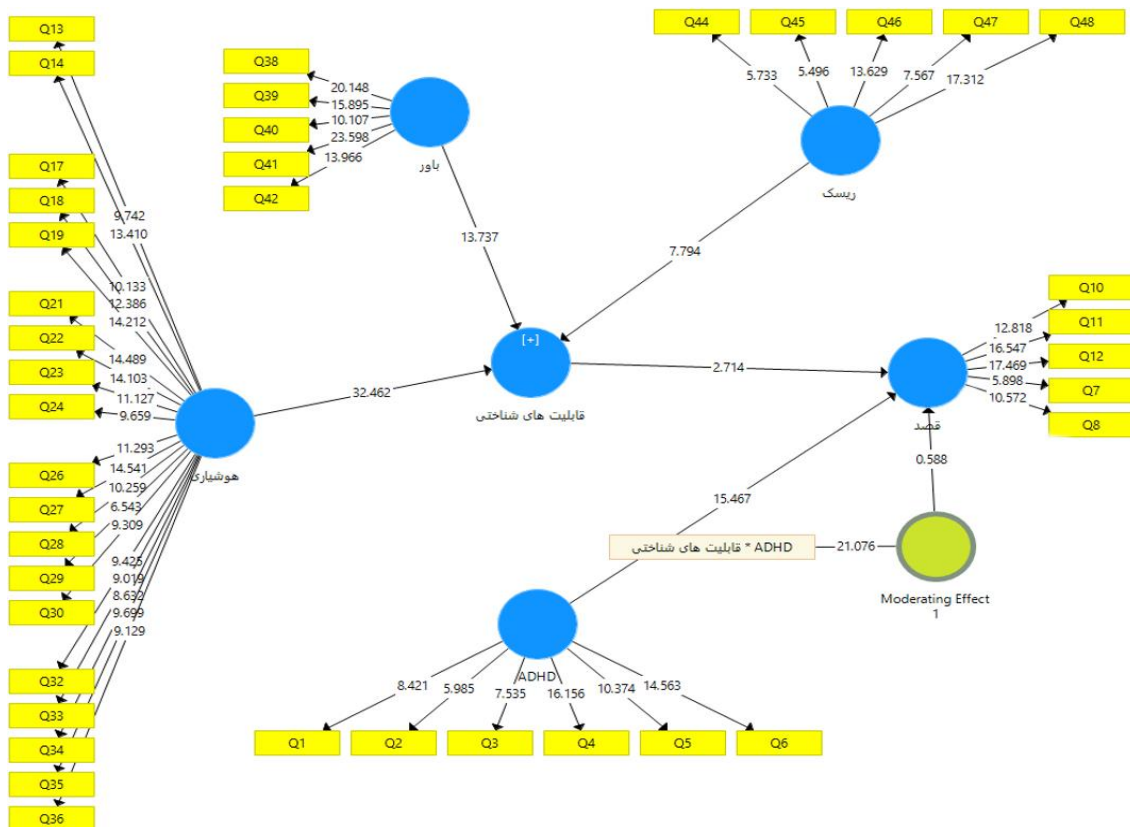 Q13
Q14
Q17
Q18
Q19
Q21
Q22
Q23
Q24
Q26
Q27
Q28
Q29
Q30
Q32
Q33
Q34
Q35
Q36
9.742
13.410
10.133
12.386
14.212
14.489
14.103
11.127
9.659
11.293
14.541
10.259
6.543
9.309
9.425
9.019
8.632
9.699
9.129
هوشیاری
32.462
Q38
Q39
Q40
Q41
Q42
20.148
15.895
10.107
23.598
13.966
باور
13.737
Q44
Q45
Q46
Q47
Q48
5.733
5.496
13.629
7.567
17.312
ریسک
7.794
[+]
قابلیت های شناختی
2.714
Q10
Q11
Q12
Q7
Q8
12.818
16.547
17.469
5.898
10.572
قصد
0.588
15.467
ADHD * قابلیت های شناختی
21.076
Moderating Effect
1
ADHD
8.421
5.985
7.535
16.156
10.374
14.563
Q1
Q2
Q3
Q4
Q5
Q6